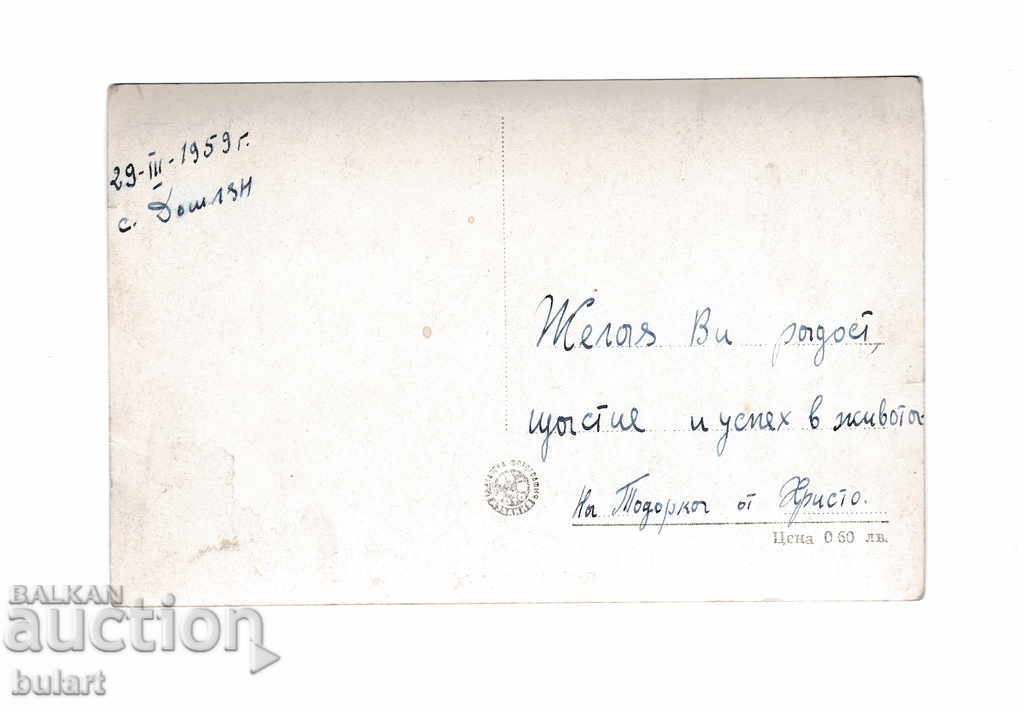 29-III-1959 г.
с. Дошлян
Желая Ви радост,
щастие и успех в живота.
На Тодорка от Христо.
Цена 0 60 лв.
BALKAN
auction
bulart